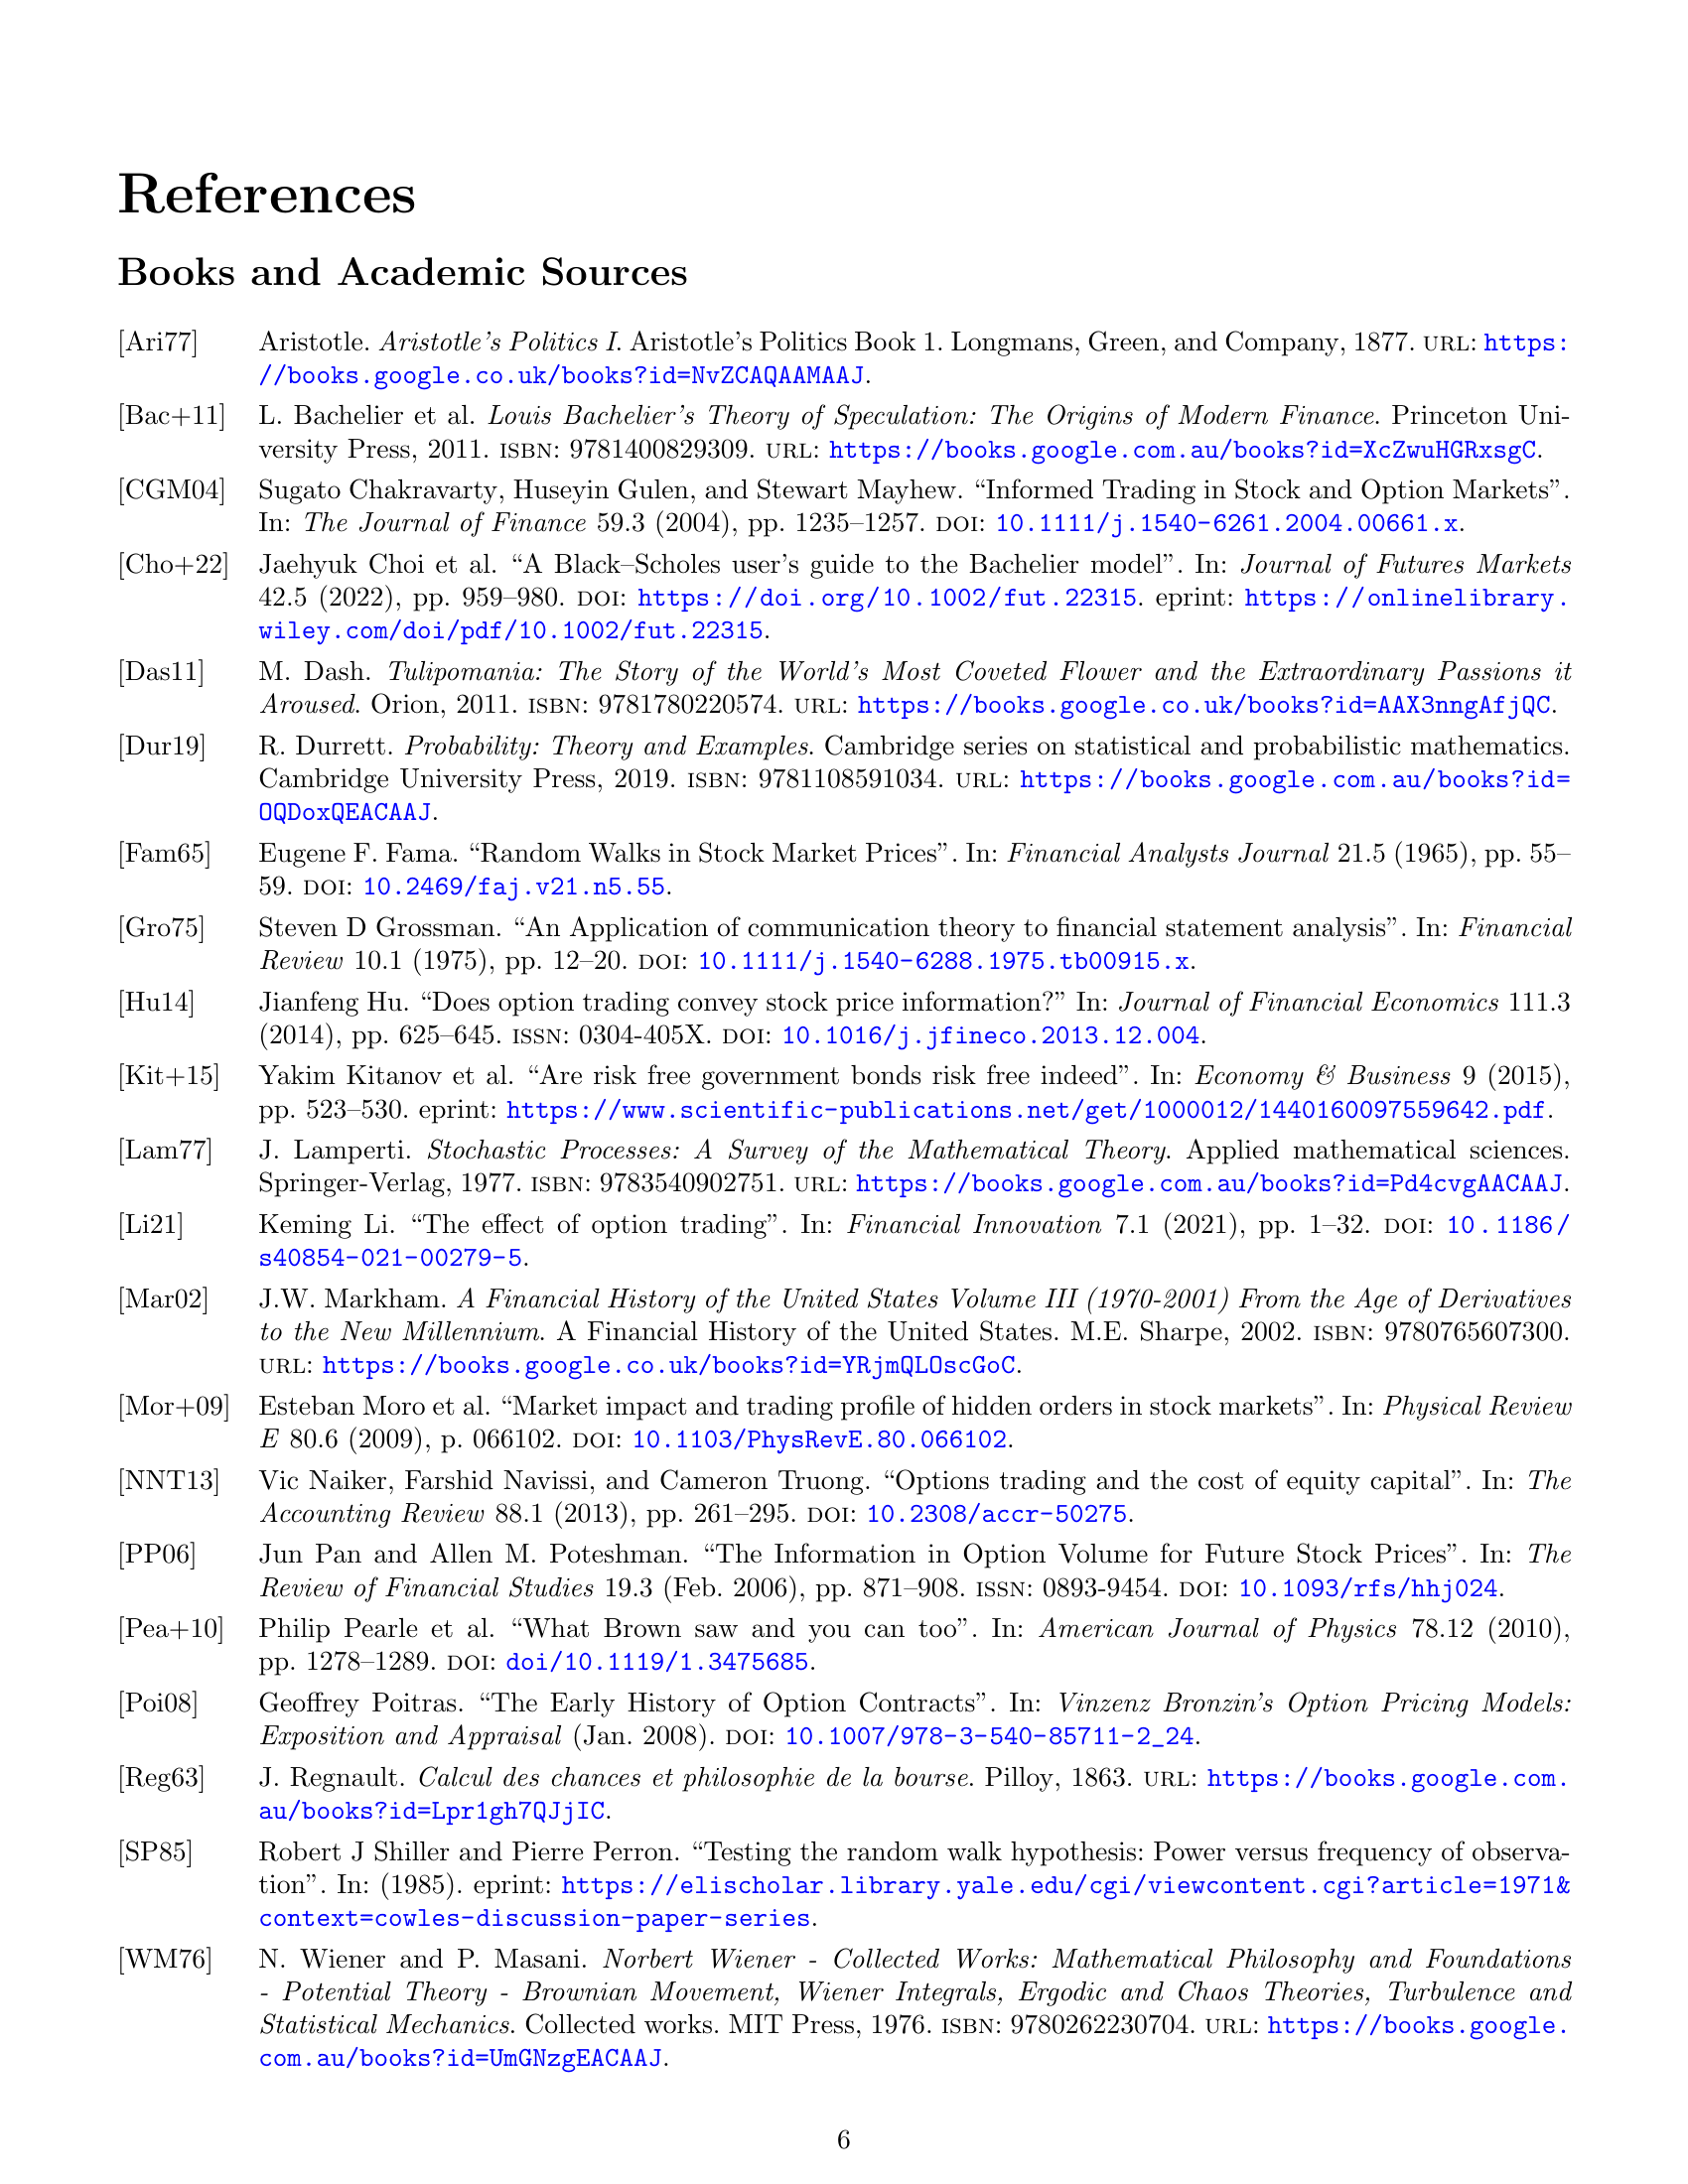 References
Books and Academic Sources
[Ari77] Aristotle. Aristotle's Politics I. Aristotle's Politics Book 1. Longmans, Green, and Company, 1877. URL: https:
//books.google.co.uk/books?id=NvZCAQAAMAAJ.
[Bac+11] L. Bachelier et al. Louis Bachelier's Theory of Speculation: The Origins of Modern Finance. Princeton Uni-
versity Press, 2011. ISBN: 9781400829309. URL: https://books.google.com.au/books?id=XcZwuHGRxsgC.
[CGM04] Sugato Chakravarty, Huseyin Gulen, and Stewart Mayhew. “Informed Trading in Stock and Option Markets”.
In: The Journal of Finance 59.3 (2004), pp. 1235–1257. DOI: 10.1111/j.1540-6261.2004.00661.x.
[Cho+22] Jaehyuk Choi et al. “A Black–Scholes user's guide to the Bachelier model”. In: Journal of Futures Markets
42.5 (2022), pp. 959–980. DOI: https://doi.org/10.1002/fut.22315. eprint: https://onlinelibrary.
wiley.com/doi/pdf/10.1002/fut.22315.
[Das11] M. Dash. Tulipomania: The Story of the World's Most Coveted Flower and the Extraordinary Passions it
Aroused. Orion, 2011. ISBN: 9781780220574. URL: https://books.google.co.uk/books?id=AAX3nngAfjQC.
[Dur19] R. Durrett. Probability: Theory and Examples. Cambridge series on statistical and probabilistic mathematics.
Cambridge University Press, 2019. ISBN: 9781108591034. URL: https://books.google.com.au/books?id=
OQDoxQEACAAJ.
[Fam65] Eugene F. Fama. “Random Walks in Stock Market Prices”. In: Financial Analysts Journal 21.5 (1965), pp. 55–
59. DOI: 10.2469/faj.v21.n5.55.
[Gro75] Steven D Grossman. “An Application of communication theory to financial statement analysis”. In: Financial
Review 10.1 (1975), pp. 12–20. DOI: 10.1111/j.1540-6288.1975.tb00915.x.
[Hu14] Jianfeng Hu. “Does option trading convey stock price information?” In: Journal of Financial Economics 111.3
(2014), pp. 625–645. ISSN: 0304-405X. DOI: 10.1016/j.jfineco.2013.12.004.
[Kit+15] Yakim Kitanov et al. “Are risk free government bonds risk free indeed”. In: Economy & Business 9 (2015),
pp. 523–530. eprint: https://www.scientific-publications.net/get/1000012/1440160097559642.pdf.
[Lam77] J. Lamperti. Stochastic Processes: A Survey of the Mathematical Theory. Applied mathematical sciences.
Springer-Verlag, 1977. ISBN: 9783540902751. URL: https://books.google.com.au/books?id=Pd4cvgAACAAJ.
[Li21] Keming Li. “The effect of option trading”. In: Financial Innovation 7.1 (2021), pp. 1–32. DOI: 10.1186/
s40854-021-00279-5.
[Mar02] J.W. Markham. A Financial History of the United States Volume III (1970-2001) From the Age of Derivatives
to the New Millennium. A Financial History of the United States. M.E. Sharpe, 2002. ISBN: 9780765607300.
URL: https://books.google.co.uk/books?id=YRjmQLOscGoC.
[Mor+09] Esteban Moro et al. “Market impact and trading profile of hidden orders in stock markets”. In: Physical Review
E 80.6 (2009), p. 066102. DOI: 10.1103/PhysRevE.80.066102.
[NNT13] Vic Naiker, Farshid Navissi, and Cameron Truong. “Options trading and the cost of equity capital”. In: The
Accounting Review 88.1 (2013), pp. 261–295. DOI: 10.2308/accr-50275.
[PP06] Jun Pan and Allen M. Poteshman. “The Information in Option Volume for Future Stock Prices”. In: The
Review of Financial Studies 19.3 (Feb. 2006), pp. 871–908. ISSN: 0893-9454. DOI: 10.1093/rfs/hhj024.
[Pea+10] Philip Pearle et al. “What Brown saw and you can too”. In: American Journal of Physics 78.12 (2010),
pp. 1278–1289. DOI: doi/10.1119/1.3475685.
[Poi08] Geoffrey Poitras. “The Early History of Option Contracts”. In: Vinzenz Bronzin's Option Pricing Models:
Exposition and Appraisal (Jan. 2008). DOI: 10.1007/978-3-540-85711-2_24.
[Reg63] J. Regnault. Calcul des chances et philosophie de la bourse. Pilloy, 1863. URL: https://books.google.com.
au/books?id=Lpr1gh7QJjIC.
[SP85] Robert J Shiller and Pierre Perron. “Testing the random walk hypothesis: Power versus frequency of observa-
tion”. In: (1985). eprint: https://elischolar.library.yale.edu/cgi/viewcontent.cgi?article=1971&
context=cowles-discussion-paper-series.
[WM76] N. Wiener and P. Masani. Norbert Wiener - Collected Works: Mathematical Philosophy and Foundations
- Potential Theory - Brownian Movement, Wiener Integrals, Ergodic and Chaos Theories, Turbulence and
Statistical Mechanics. Collected works. MIT Press, 1976. ISBN: 9780262230704. URL: https://books.google.
com.au/books?id=UmGNzgEACAAJ.
6